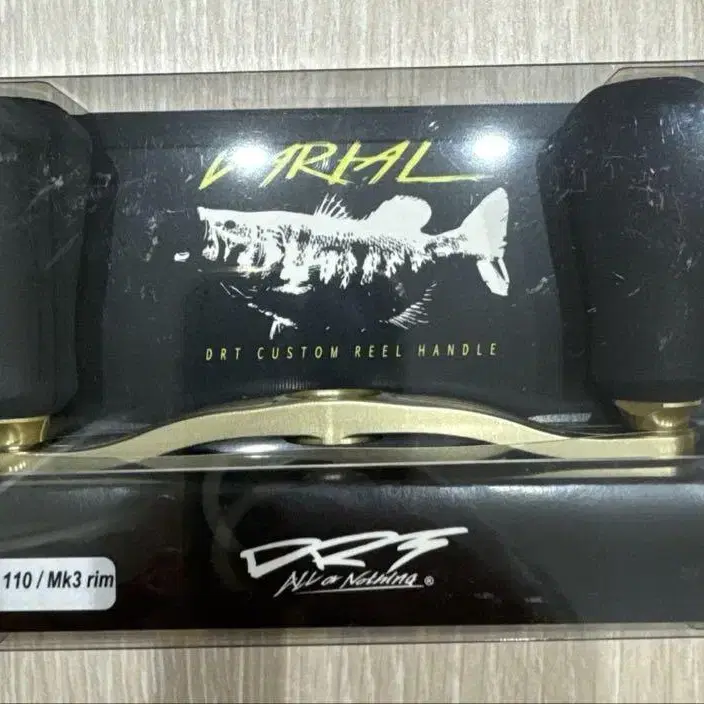 VARIAL
DRT CUSTOM REEL HANDLE
DRT
All or Nothing ®
110 / Mk3 rim